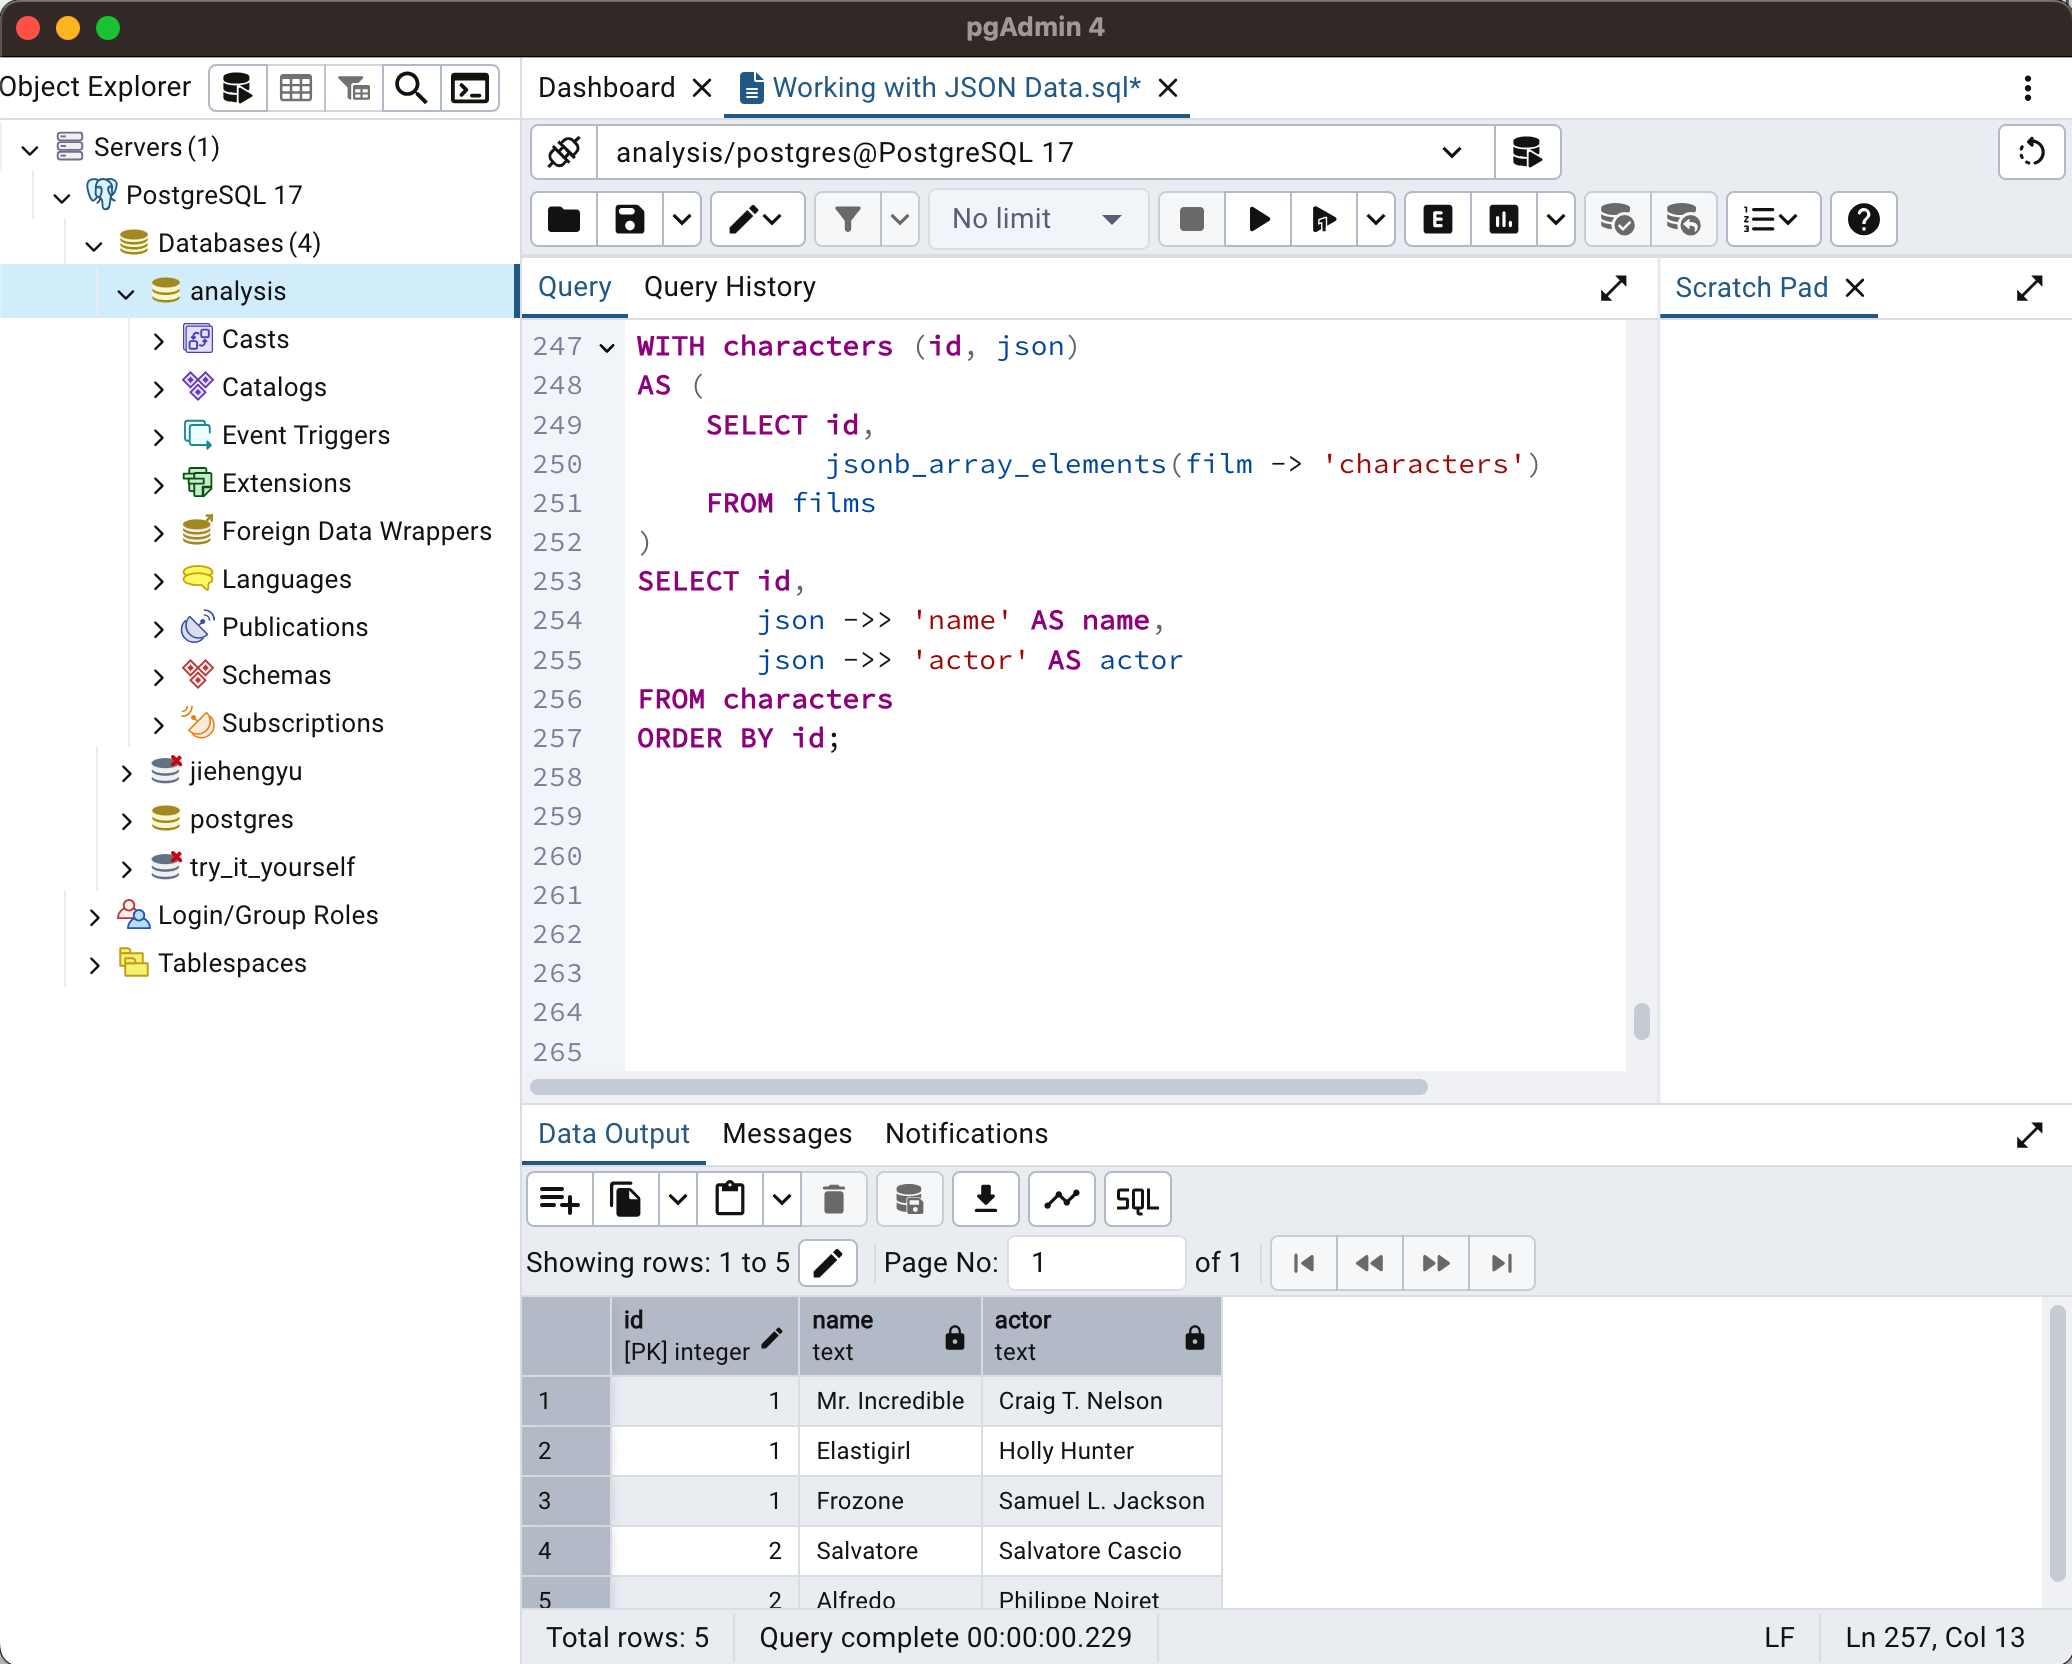 pgAdmin 4
Object Explorer
Servers (1)
PostgreSQL 17
Databases (4)
analysis
Casts
Catalogs
Event Triggers
Extensions
Foreign Data Wrappers
Languages
Publications
Schemas
Subscriptions
jiehengyu
postgres
try_it_yourself
Login/Group Roles
Tablespaces
Dashboard
Working with JSON Data.sql*
analysis/postgres@PostgreSQL 17
No limit
E
Query Query History
Scratch Pad
247 WITH characters (id, json)
248 AS (
249 SELECT id,
250 jsonb_array_elements(film -> 'characters')
251 FROM films
252 )
253 SELECT id,
254 json ->> 'name' AS name,
255 json ->> 'actor' AS actor
256 FROM characters
257 ORDER BY id;
258
259
260
261
262
263
264
265
Data Output Messages Notifications
SQL
Showing rows: 1 to 5 Page No: 1 of 1
id name actor
[PK] integer text text
1 1 Mr. Incredible Craig T. Nelson
2 1 Elastigirl Holly Hunter
3 1 Frozone Samuel L. Jackson
4 2 Salvatore Salvatore Cascio
5 2 Alfredo Philippe Noiret
Total rows: 5 Query complete 00:00:00.229 LF Ln 257, Col 13